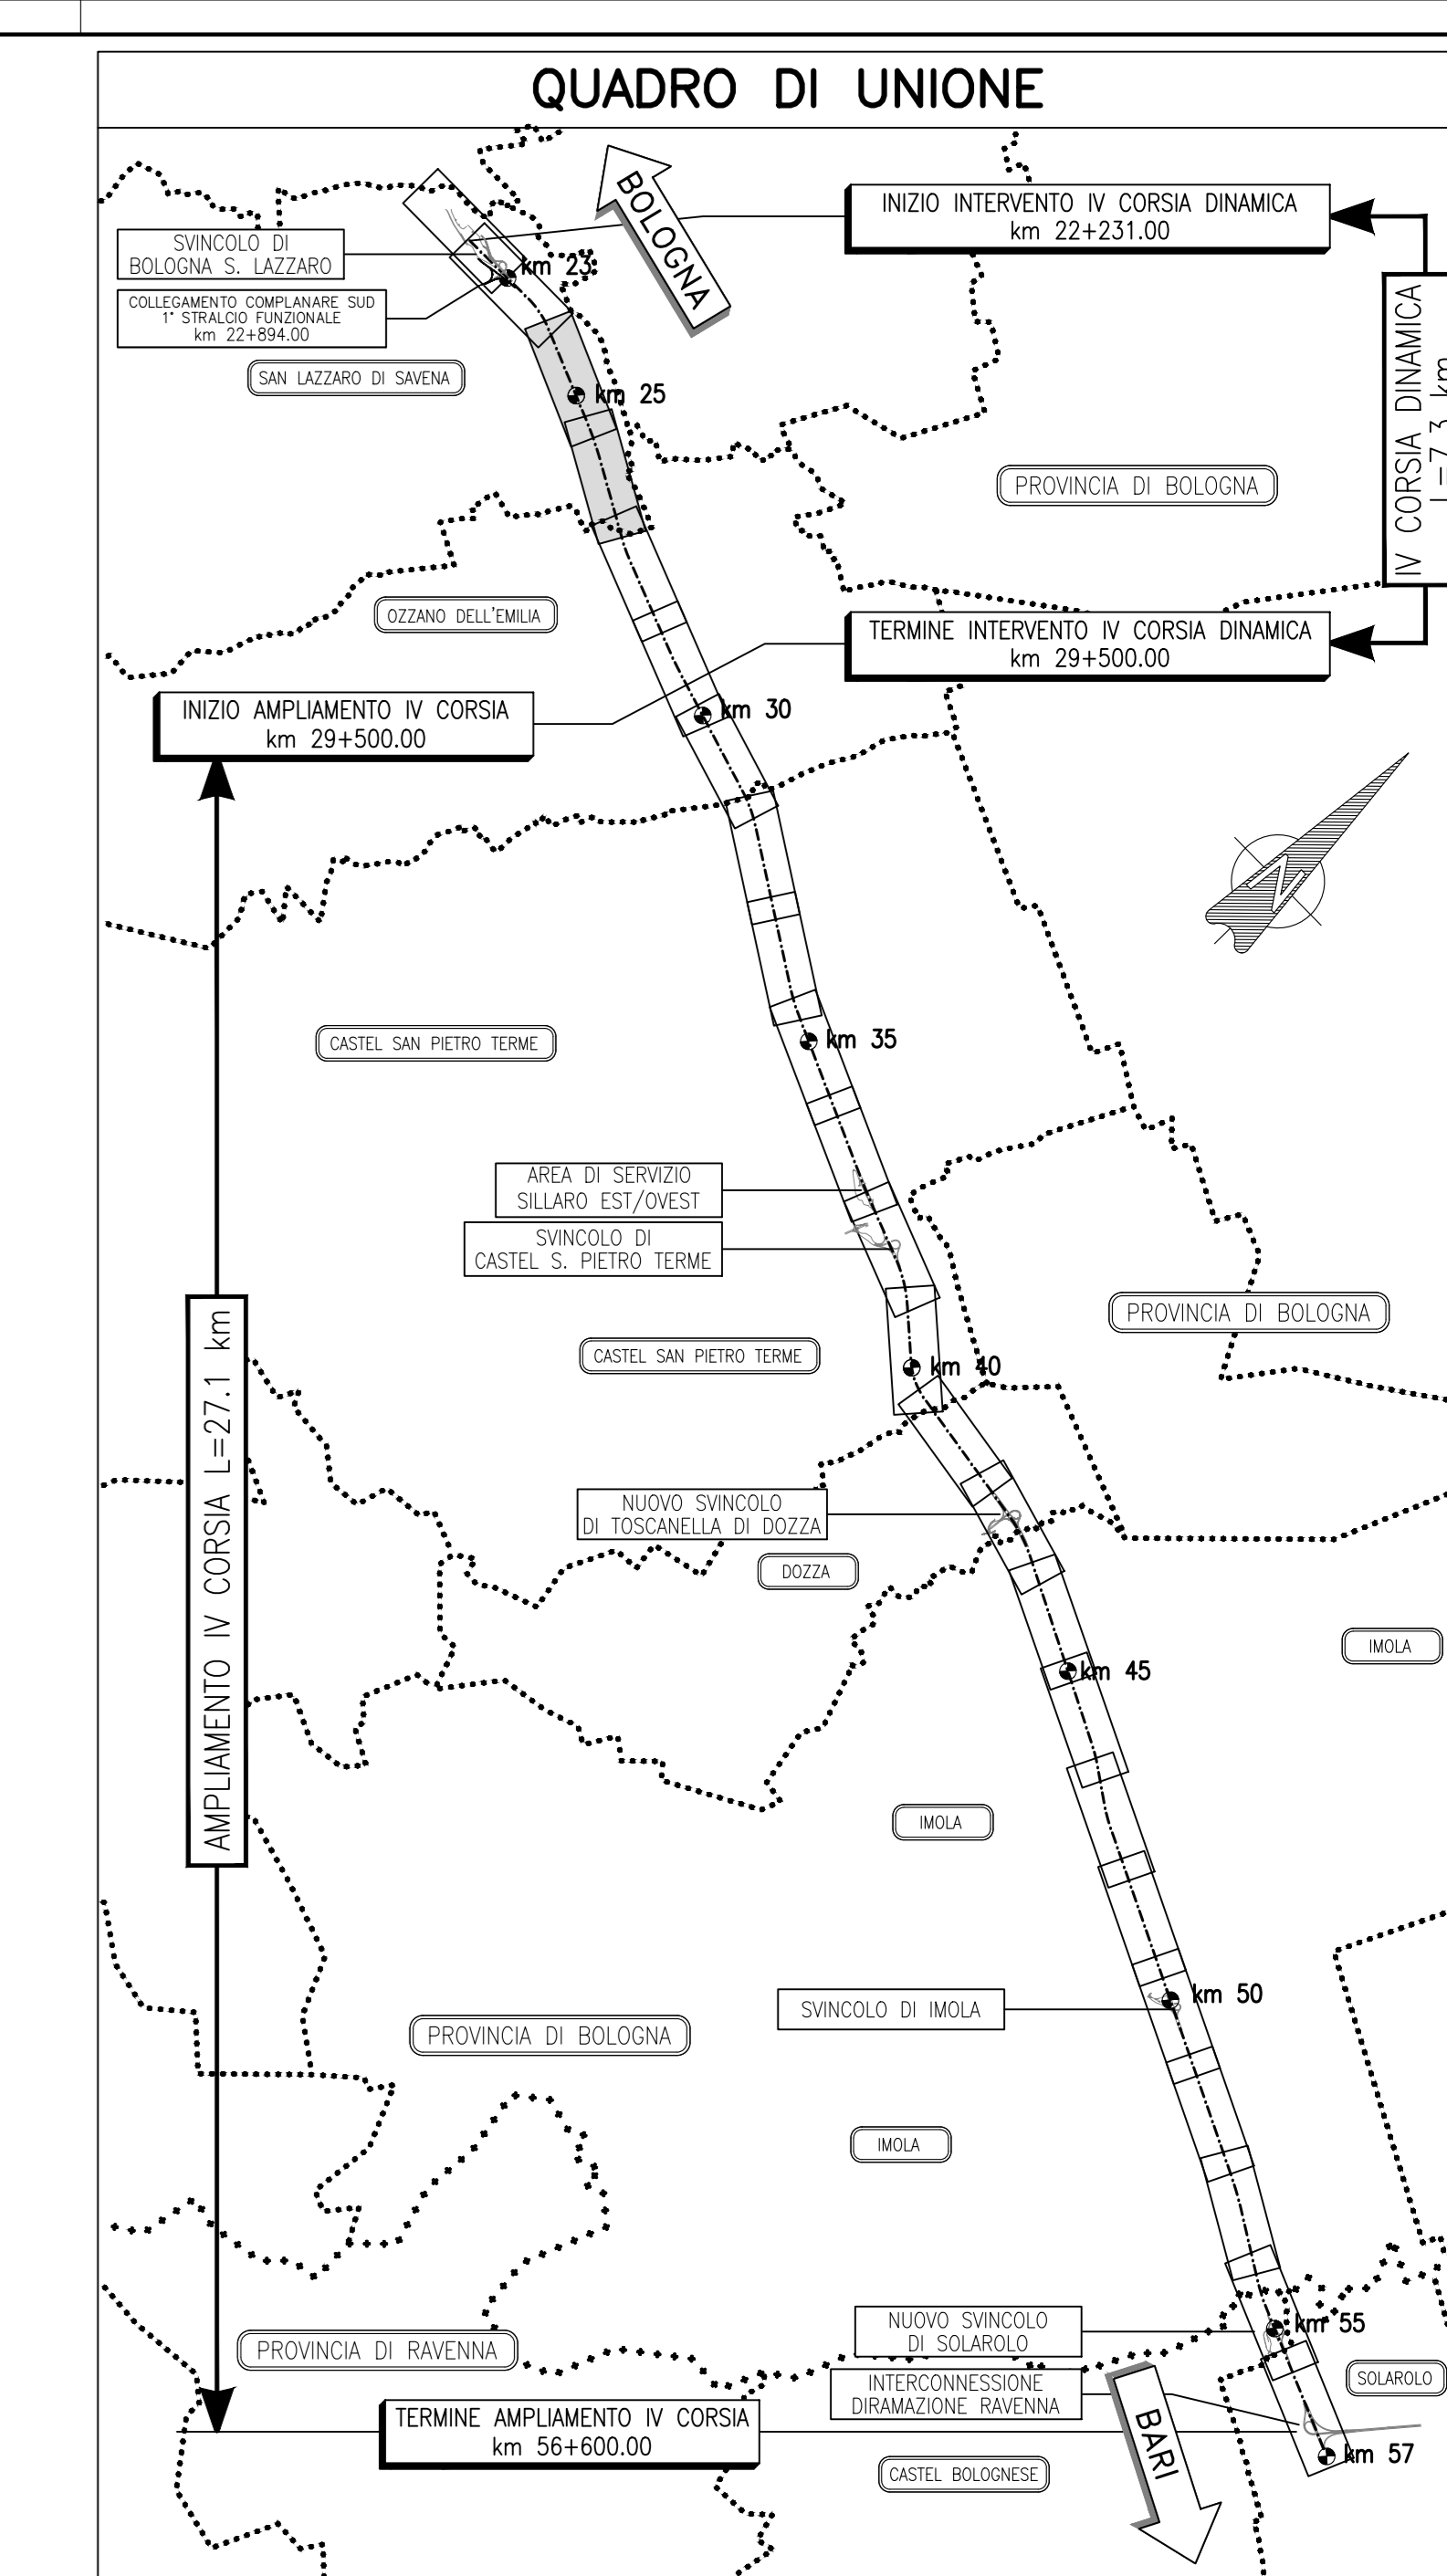 QUADRO DI UNIONE
BOLOGNA
INIZIO INTERVENTO IV CORSIA DINAMICA
km 22+231.00
SVINCOLO DI
BOLOGNA S. LAZZARO
km 23
COLLEGAMENTO COMPLANARE SUD
1° STRALCIO FUNZIONALE
km 22+894.00
SAN LAZZARO DI SAVENA
km 25
IV CORSIA DINAMICA
L=7.3 km
PROVINCIA DI BOLOGNA
OZZANO DELL'EMILIA
TERMINE INTERVENTO IV CORSIA DINAMICA
km 29+500.00
INIZIO AMPLIAMENTO IV CORSIA
km 29+500.00
km 30
N
CASTEL SAN PIETRO TERME
km 35
AREA DI SERVIZIO
SILLARO EST/OVEST
SVINCOLO DI
CASTEL S. PIETRO TERME
PROVINCIA DI BOLOGNA
CASTEL SAN PIETRO TERME
km 40
AMPLIAMENTO IV CORSIA L=27.1 km
NUOVO SVINCOLO
DI TOSCANELLA DI DOZZA
DOZZA
IMOLA
km 45
IMOLA
SVINCOLO DI IMOLA
km 50
PROVINCIA DI BOLOGNA
IMOLA
NUOVO SVINCOLO
DI SOLAROLO
km 55
PROVINCIA DI RAVENNA
INTERCONNESSIONE
DIRAMAZIONE RAVENNA
SOLAROLO
TERMINE AMPLIAMENTO IV CORSIA
km 56+600.00
BARI
km 57
CASTEL BOLOGNESE